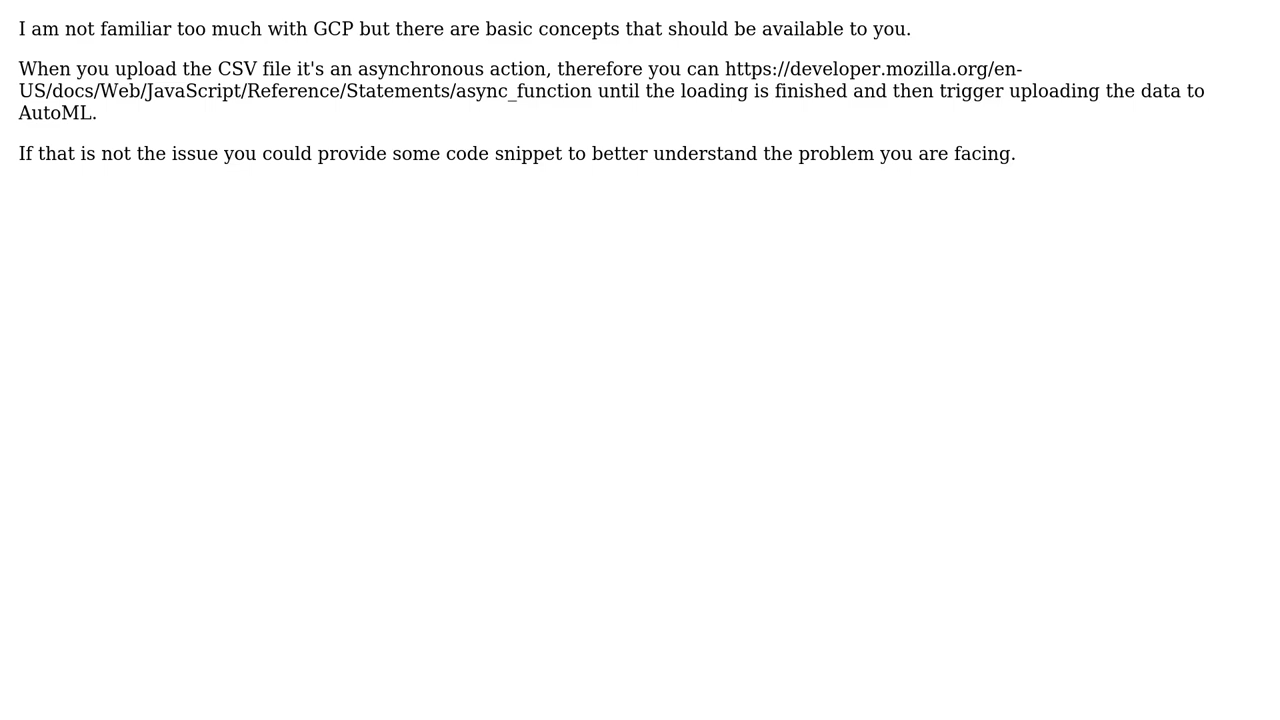 I am not familiar too much with GCP but there are basic concepts that should be available to you.
When you upload the CSV file it's an asynchronous action, therefore you can https://developer.mozilla.org/en-
US/docs/Web/JavaScript/Reference/Statements/async_function until the loading is finished and then trigger uploading the data to
AutoML.
If that is not the issue you could provide some code snippet to better understand the problem you are facing.